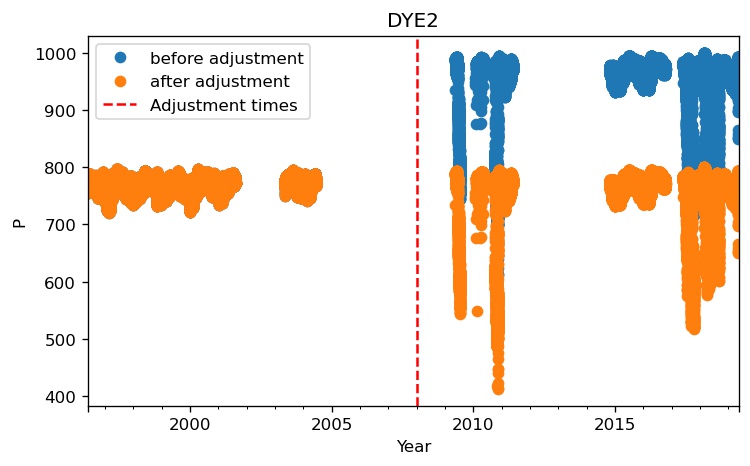 DYE2
before adjustment
after adjustment
Adjustment times
1000
900
800
700
600
500
400
P
2000
2005
2010
2015
Year